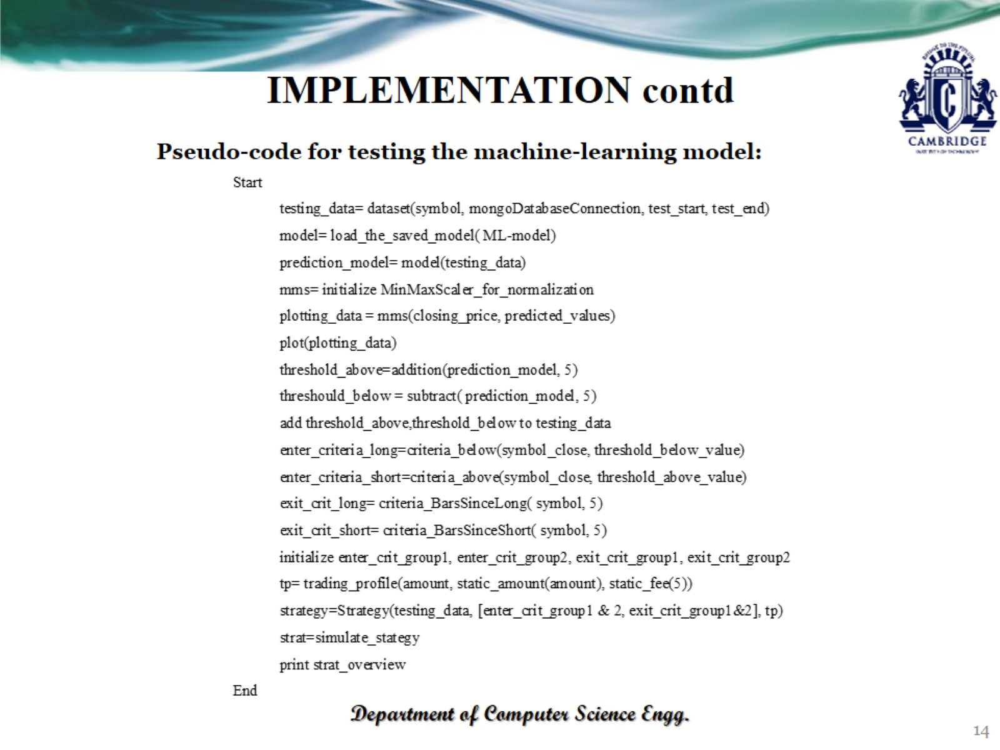 IMPLEMENTATION contd
CAMBRIDGE
Pseudo-code for testing the machine-learning model:
Start
testing_data= dataset(symbol, mongoDatabaseConnection, test_start, test_end)
model= load_the_saved_model( ML-model)
prediction_model= model(testing_data)
mms= initialize MinMaxScaler_for_normalization
plotting_data = mms(closing_price, predicted_values)
plot(plotting_data)
threshold_above=addition(prediction_model, 5)
threshould_below = subtract( prediction_model, 5)
add threshold_above,threshold_below to testing_data
enter_criteria_long=criteria_below(symbol_close, threshold_below_value)
enter_criteria_short=criteria_above(symbol_close, threshold_above_value)
exit_crit_long= criteria_BarsSinceLong( symbol, 5)
exit_crit_short= criteria_BarsSinceShort( symbol, 5)
initialize enter_crit_group1, enter_crit_group2, exit_crit_group1, exit_crit_group2
tp= trading_profile(amount, static_amount(amount), static_fee(5))
strategy=Strategy(testing_data, [enter_crit_group1 & 2, exit_crit_group1&2], tp)
strat=simulate_stategy
print strat_overview
End
Department of Computer Science Engg.
14